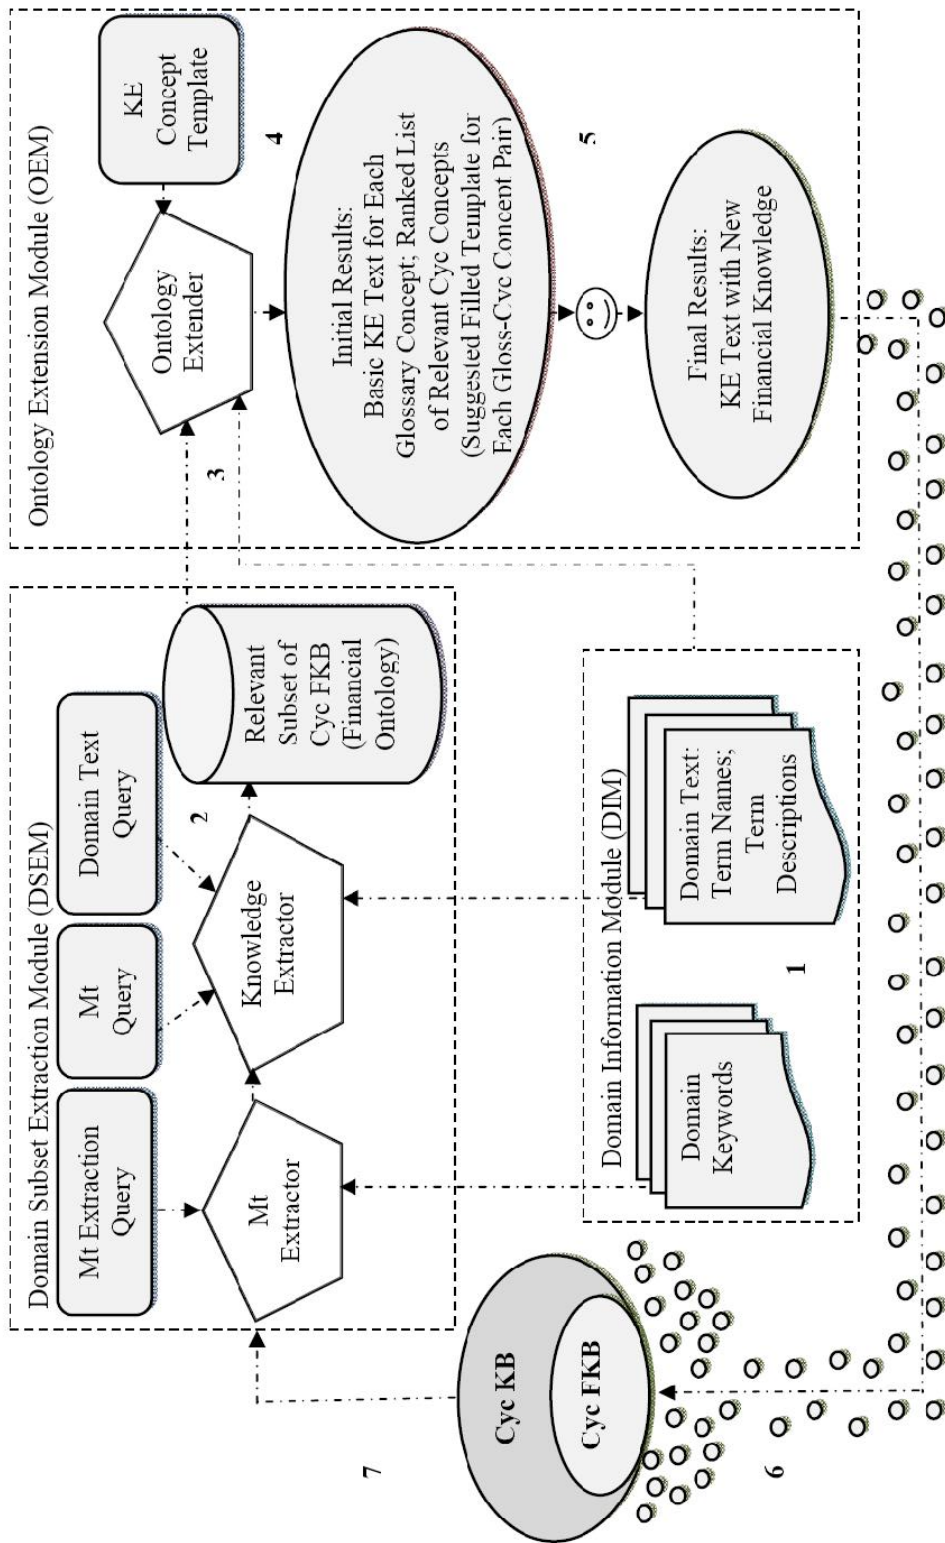 Domain Subset Extraction Module (DSEM)
Mt Extraction
Query
Mt
Query
Domain Text
Query
Mt
Extractor
Knowledge
Extractor
2
Relevant
Subset of
Cyc FKB
(Financial
Ontology)
Ontology Extension Module (OEM)
KE
Concept
Template
Ontology
Extender
3
4
Initial Results:
Basic KE Text for Each
Glossary Concept; Ranked List
of Relevant Cyc Concepts
(Suggested Filled Template for
Each Gloss-Cyc Concept Pair)
5
Final Results:
KE Text with New
Financial Knowledge
7
Cyc KB
Cyc FKB
6
Domain Information Module (DIM)
Domain
Keywords
1
Domain Text:
Term Names;
Term
Descriptions